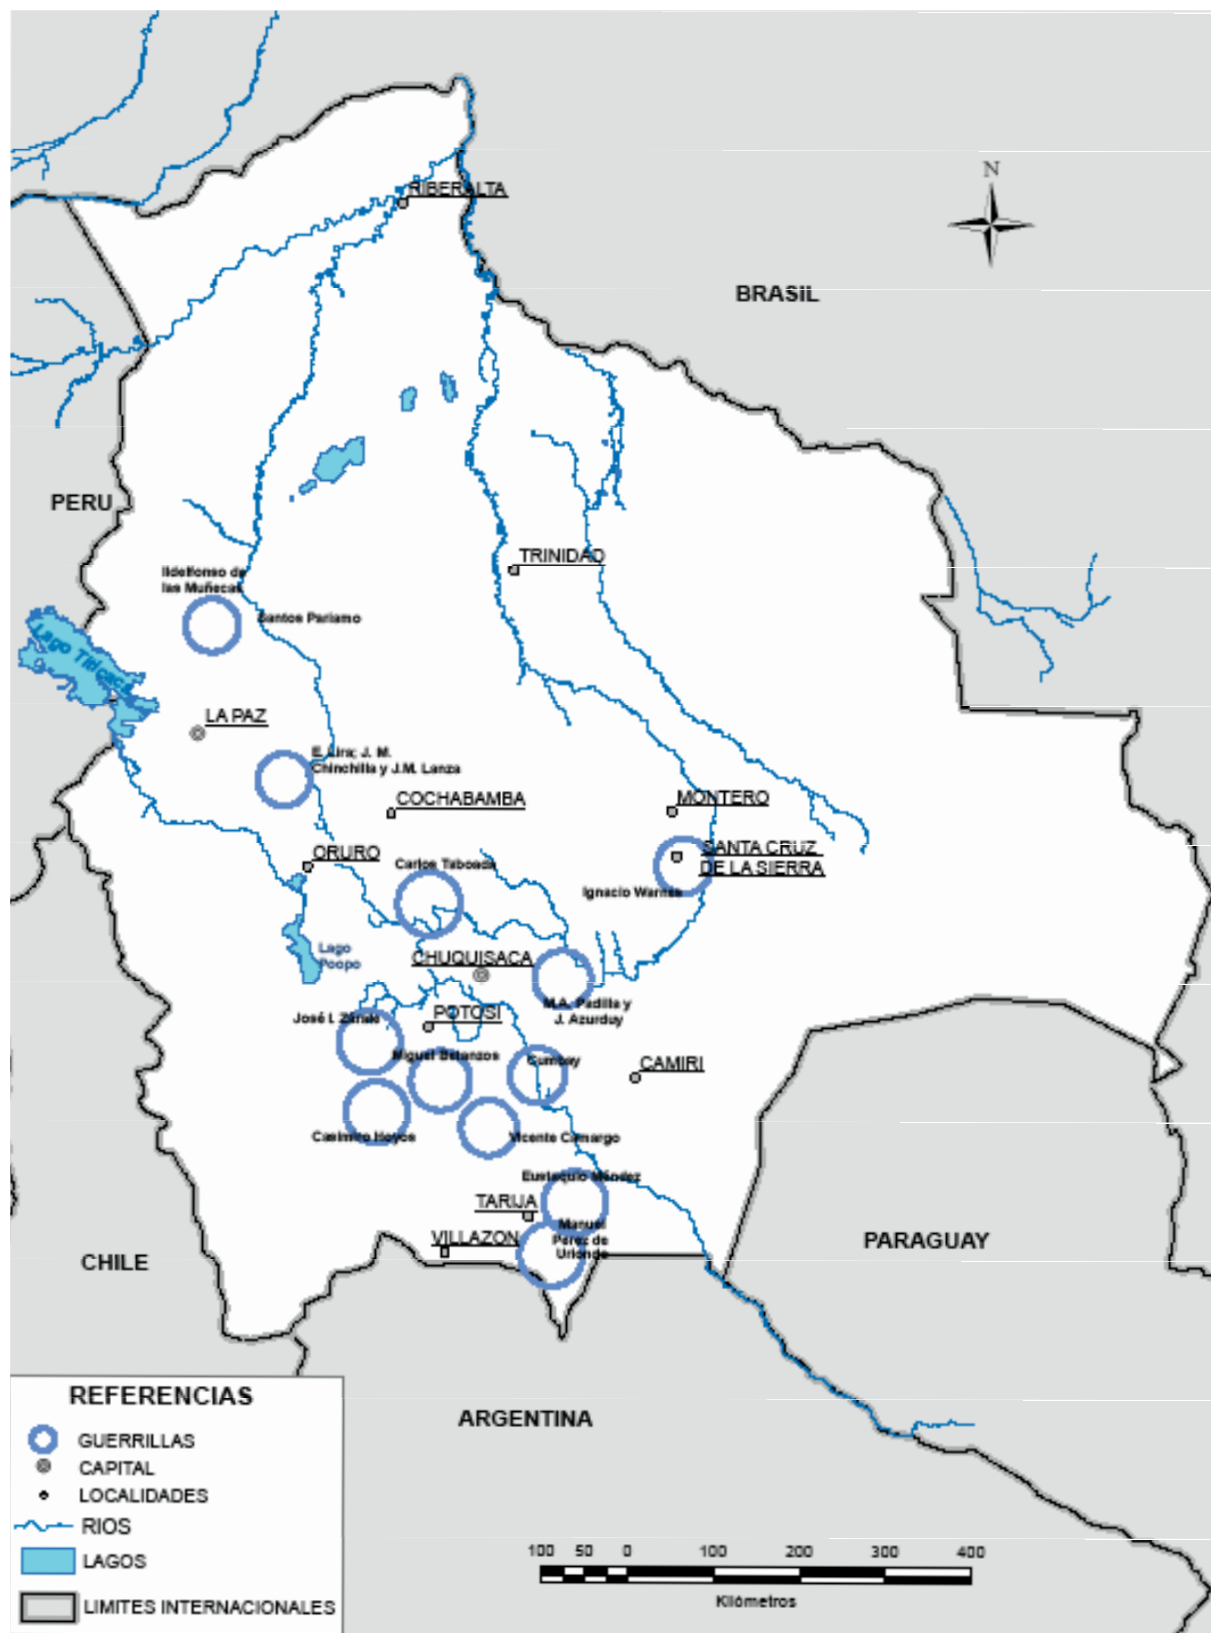 N
RIBERALTA
BRASIL
PERU
TRINIDAD
Ildelfonso de
las Muñecas
Santos Pariamo
Lago Titicaca
LA PAZ
E. Lira; J. M.
Chinchilla y J.M. Lanza
COCHABAMBA
MONTERO
ORURO
SANTA CRUZ
DE LA SIERRA
Carlos Taboada
Ignacio Warnes
Lago
Poopo
CHUQUISACA
M.A. Padilla y
J. Azurduy
José I. Zárate
POTOSI
Miguel Betanzos
Cumbay
CAMIRI
Casimiro Hoyos
Vicente Camargo
Eustaquio Méndez
TARIJA
Manuel
Pérez de
Uriondo
VILLAZON
PARAGUAY
CHILE
ARGENTINA
REFERENCIAS
GUERRILLAS
CAPITAL
LOCALIDADES
RIOS
LAGOS
LIMITES INTERNACIONALES
100 50 0 100 200 300 400
Kilómetros